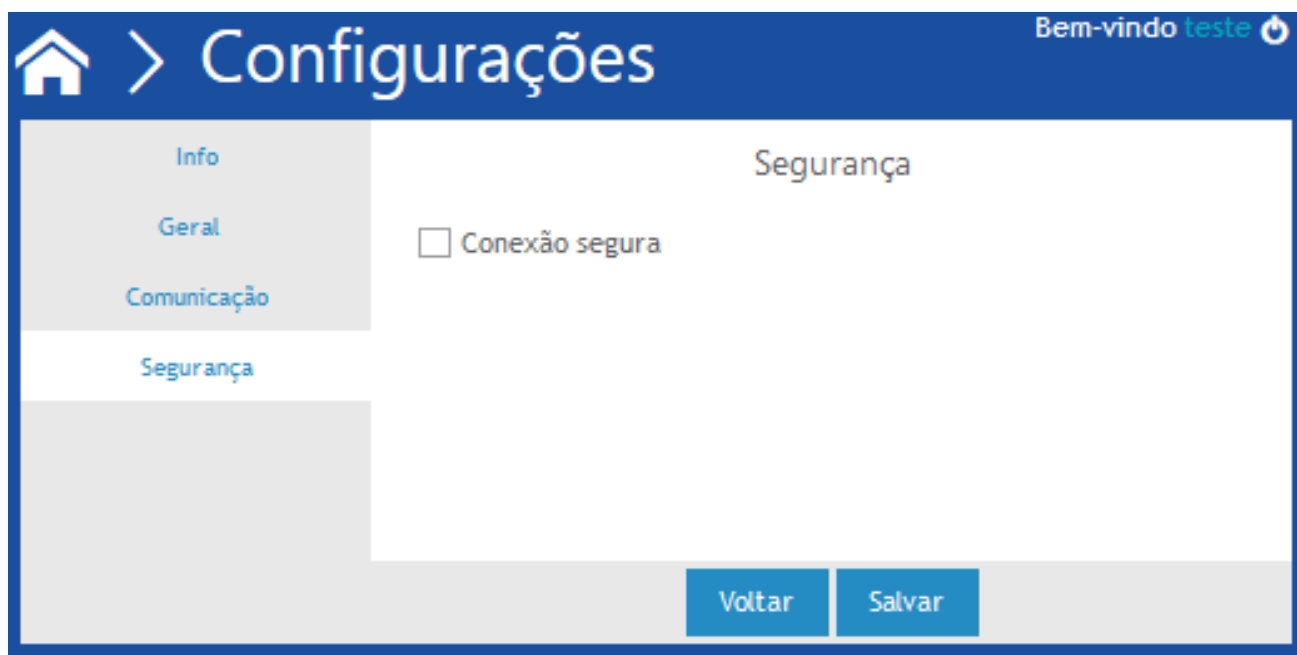 Bem-vindo teste
Configurações
Info
Geral
Comunicação
Segurança
Segurança
Conexão segura
Voltar Salvar